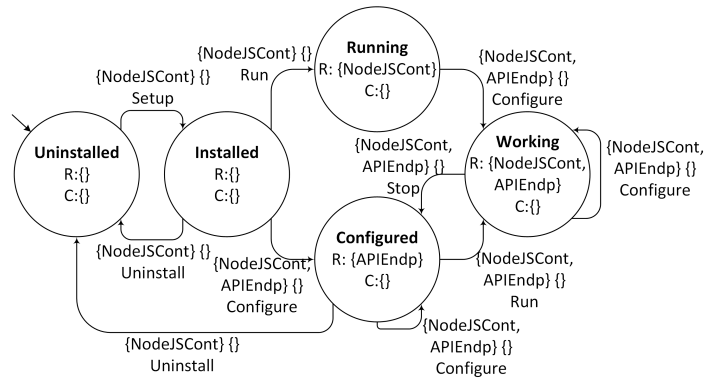 Running
R: {NodeJSCont}
C:{}
{NodeJSCont} {}
Run
{NodeJSCont,
APIEndp} {}
Configure
{NodeJSCont} {}
Setup
Uninstalled
R:{}
C:{}
Installed
R:{}
C:{}
{NodeJSCont,
APIEndp} {}
Stop
Working
R: {NodeJSCont,
APIEndp}
C:{}
{NodeJSCont,
APIEndp} {}
Configure
{NodeJSCont} {}
Uninstall
{NodeJSCont,
APIEndp} {}
Configure
Configured
R: {APIEndp}
C:{}
{NodeJSCont,
APIEndp} {}
Run
{NodeJSCont} {}
Uninstall
{NodeJSCont,
APIEndp} {}
Configure